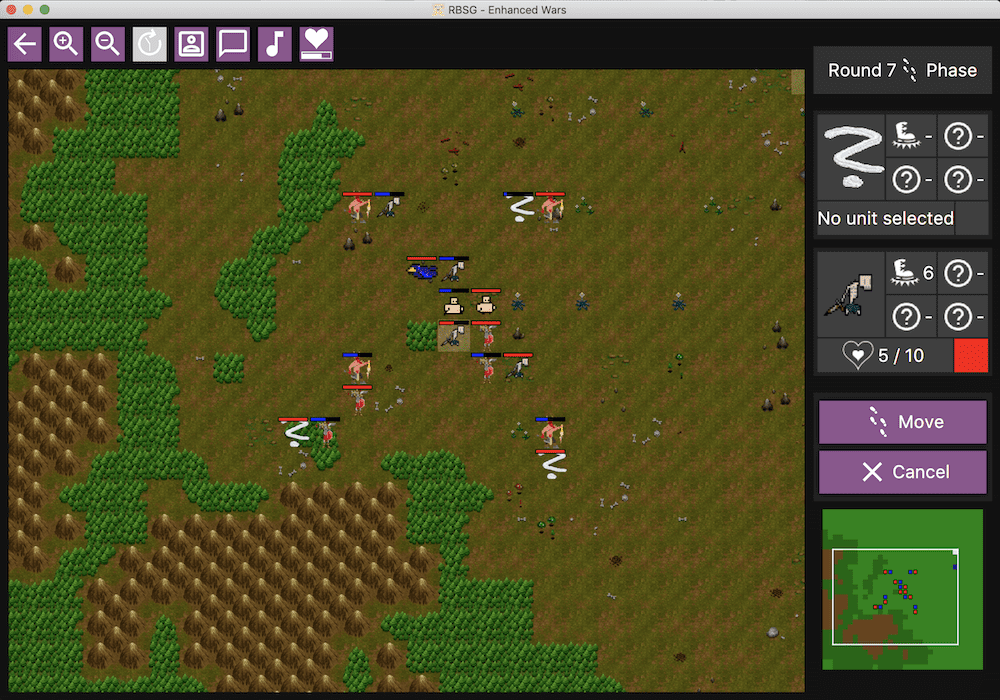 RBSG - Enhanced Wars
Round 7 Phase
-
?
-
?
-
?
-
No unit selected
6
?
-
?
-
?
-
5 / 10
Move
Cancel